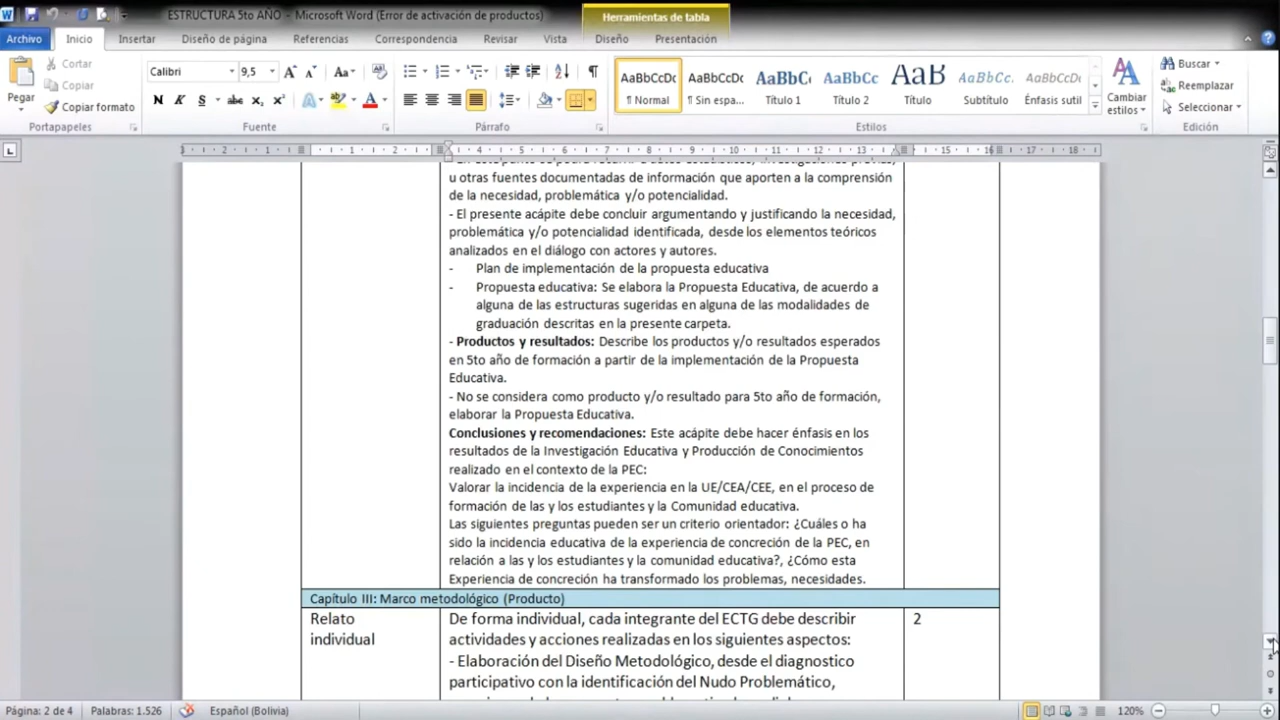 ESTRUCTURA 5to AÑO - Microsoft Word (Error de activación de productos)
Herramientas de tabla
Archivo Inicio Insertar Diseño de página Referencias Correspondencia Revisar Vista Diseño Presentación
Pegar
Cortar
Copiar
Copiar formato
Portapapeles
Calibri 9,5
Fuente
Párrafo
AaBbCcDc AaBbCcDc AaBbC AaBbCc AaB AaBbCc. AaBbCcDc
¶ Normal ¶ Sin espa... Título 1 Título 2 Título Subtítulo Énfasis sutil
Estilos
Cambiar estilos
Buscar
Reemplazar
Seleccionar
Edición
u otras fuentes documentadas de información que aporten a la comprensión
de la necesidad, problemática y/o potencialidad.
- El presente acápite debe concluir argumentando y justificando la necesidad,
problemática y/o potencialidad identificada, desde los elementos teóricos
analizados en el diálogo con actores y autores.
- Plan de implementación de la propuesta educativa
- Propuesta educativa: Se elabora la Propuesta Educativa, de acuerdo a
alguna de las estructuras sugeridas en alguna de las modalidades de
graduación descritas en la presente carpeta.
- Productos y resultados: Describe los productos y/o resultados esperados
en 5to año de formación a partir de la implementación de la Propuesta
Educativa.
- No se considera como producto y/o resultado para 5to año de formación,
elaborar la Propuesta Educativa.
Conclusiones y recomendaciones: Este acápite debe hacer énfasis en los
resultados de la Investigación Educativa y Producción de Conocimientos
realizado en el contexto de la PEC:
Valorar la incidencia de la experiencia en la UE/CEA/CEE, en el proceso de
formación de las y los estudiantes y la Comunidad educativa.
Las siguientes preguntas pueden ser un criterio orientador: ¿Cuáles o ha
sido la incidencia educativa de la experiencia de concreción de la PEC, en
relación a las y los estudiantes y la comunidad educativa?, ¿Cómo esta
Experiencia de concreción ha transformado los problemas, necesidades.
Capítulo III: Marco metodológico (Producto)
Relato
individual
De forma individual, cada integrante del ECTG debe describir
actividades y acciones realizadas en los siguientes aspectos:
- Elaboración del Diseño Metodológico, desde el diagnostico
participativo con la identificación del Nudo Problemático,
2
Página: 2 de 4 Palabras: 1.526 Español (Bolivia) 120%